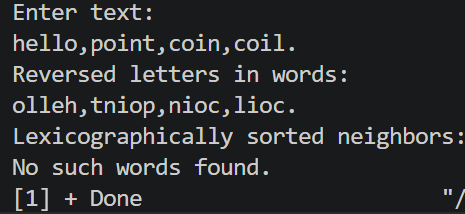 Enter text:
hello,point,coin,coil.
Reversed letters in words:
olleh,tniop,nioc,lioc.
Lexicographically sorted neighbors:
No such words found.
[1] + Done "/